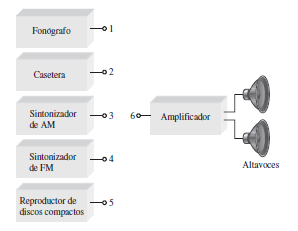 Fonógrafo 1
Casetera 2
Sintonizador
de AM 3
6 Amplificador
Sintonizador
de FM 4
Altavoces
Reproductor de
discos compactos 5